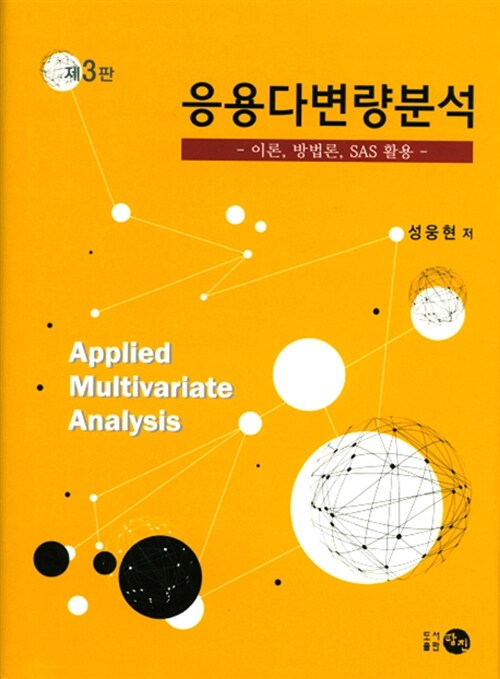 제3판
응용다변량분석
- 이론, 방법론, SAS 활용 -
성웅현 저
Applied
Multivariate
Analysis
도서
출판
탐진